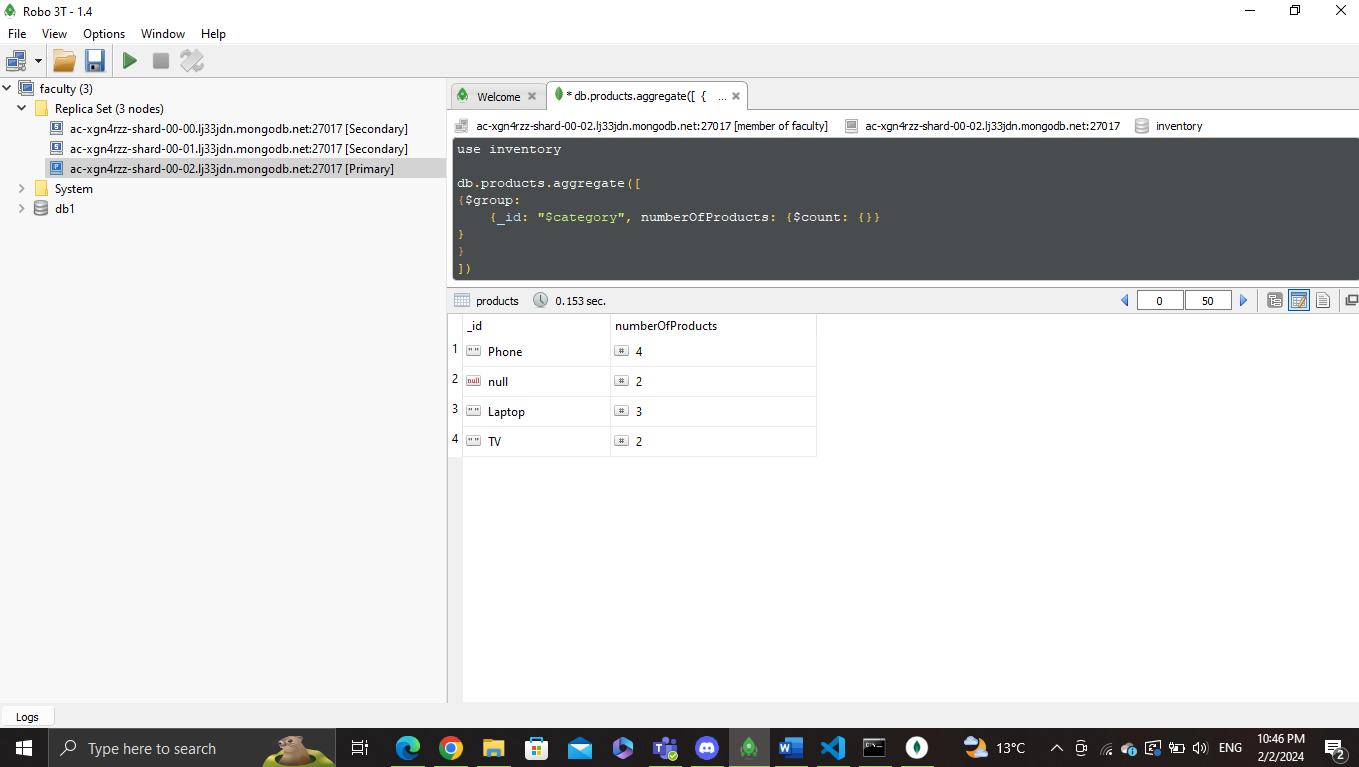 Robo 3T - 1.4
File View Options Window Help
faculty (3)
Replica Set (3 nodes)
ac-xgn4rzz-shard-00-00.lj33jdn.mongodb.net:27017 [Secondary]
ac-xgn4rzz-shard-00-01.lj33jdn.mongodb.net:27017 [Secondary]
ac-xgn4rzz-shard-00-02.lj33jdn.mongodb.net:27017 [Primary]
System
db1
Welcome * db.products.aggregate([ { ...
ac-xgn4rzz-shard-00-02.lj33jdn.mongodb.net:27017 [member of faculty] ac-xgn4rzz-shard-00-02.lj33jdn.mongodb.net:27017 inventory
use inventory
db.products.aggregate([
{$group:
{_id: "$category", numberOfProducts: {$count: {}}
}
}
])
products 0.153 sec. 0 50
_id numberOfProducts
1 " " Phone # 4
2 null null # 2
3 " " Laptop # 3
4 " " TV # 2
Logs
Type here to search 13°C ENG 10:46 PM
2/2/2024 2